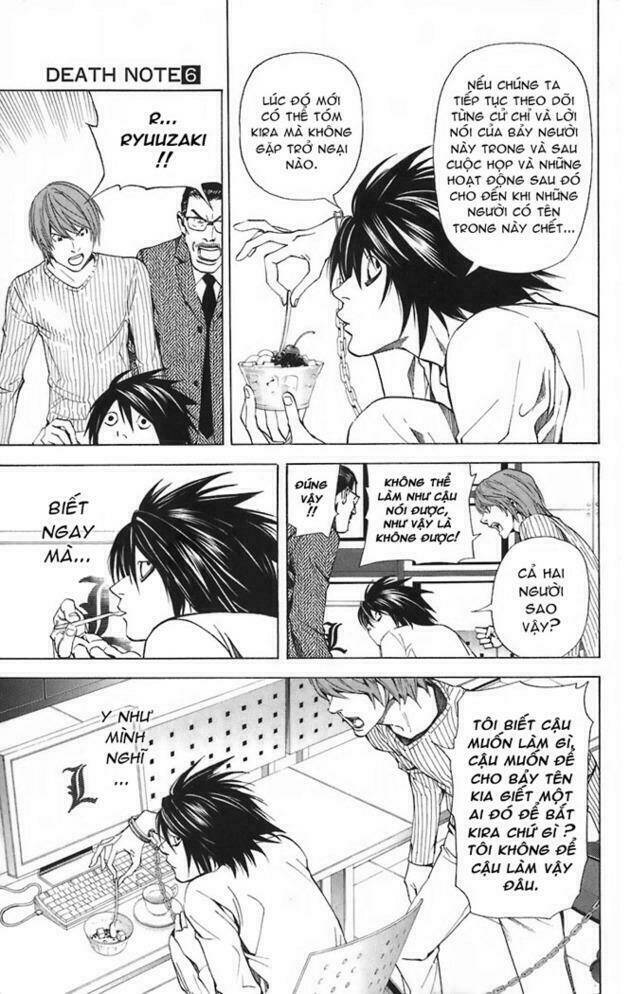 DEATH NOTE 6
NẾU CHÚNG TA
TIẾP TỤC THEO DÕI
TỪNG CỬ CHỈ VÀ LỜI
NÓI CỦA BẢY NGƯỜI
NÀY TRONG VÀ SAU
CUỘC HỌP VÀ NHỮNG
HOẠT ĐỘNG SAU ĐÓ
CHO ĐẾN KHI NHỮNG
NGƯỜI CÓ TÊN
TRONG NÀY CHẾT...
LÚC ĐÓ MỚI
CÓ THỂ TÓM
KIRA MÀ KHÔNG
GẶP TRỞ NGẠI
NÀO.
R...
RYUUZAKI
!!
KHÔNG THỂ
LÀM NHƯ CẬU
NÓI ĐƯỢC,
NHƯ VẬY LÀ
KHÔNG ĐƯỢC!
ĐÚNG
VẬY
!!
CẢ HAI
NGƯỜI
SAO
VẬY?
BIẾT
NGAY
MÀ...
L
TÔI BIẾT CẬU
MUỐN LÀM GÌ,
CẬU MUỐN ĐỂ
CHO BẢY TÊN
KIA GIẾT MỘT
AI ĐÓ ĐỂ BẮT
KIRA CHỨ GÌ?
TÔI KHÔNG ĐỂ
CẬU LÀM VẬY
ĐÂU.
Y NHƯ
MÌNH
NGHĨ
...
L